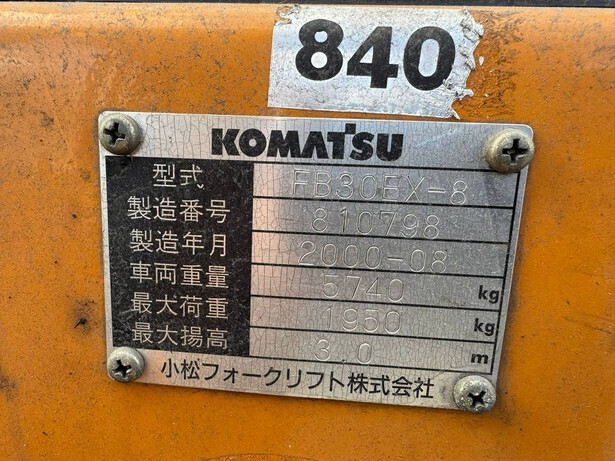 840
KOMATSU
型式 FB30EX-8
製造番号 810798
製造年月 2000-08
車両重量 5740 kg
最大荷重 1950 kg
最大揚高 3.0 m
小松フォークリフト株式会社